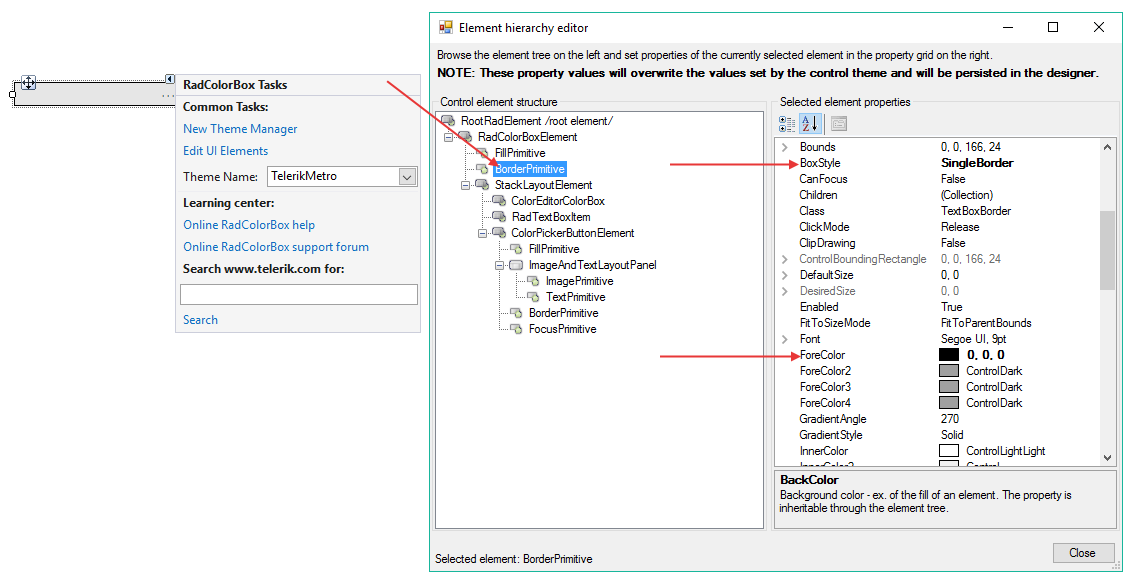 RadColorBox Tasks
Common Tasks:
New Theme Manager
Edit UI Elements
Theme Name: TelerikMetro
Learning center:
Online RadColorBox help
Online RadColorBox support forum
Search www.telerik.com for:
Search
Element hierarchy editor
Browse the element tree on the left and set properties of the currently selected element in the property grid on the right.
NOTE: These property values will overwrite the values set by the control theme and will be persisted in the designer.
Control element structure
RootRadElement /root element/
RadColorBoxElement
FillPrimitive
BorderPrimitive
StackLayoutElement
ColorEditorColorBox
RadTextBoxItem
ColorPickerButtonElement
FillPrimitive
ImageAndTextLayoutPanel
ImagePrimitive
TextPrimitive
BorderPrimitive
FocusPrimitive
Selected element properties
Bounds 0, 0, 166, 24
BoxStyle SingleBorder
CanFocus False
Children (Collection)
Class TextBoxBorder
ClickMode Release
ClipDrawing False
ControlBoundingRectangle 0, 0, 166, 24
DefaultSize 0, 0
DesiredSize 0, 0
Enabled True
FitToSizeMode FitToParentBounds
Font Segoe UI, 9pt
ForeColor 0, 0, 0
ForeColor2 ControlDark
ForeColor3 ControlDark
ForeColor4 ControlDark
GradientAngle 270
GradientStyle Solid
InnerColor ControlLightLight
InnerColor2 Control
BackColor
Background color - ex. of the fill of an element. The property is
inheritable through the element tree.
Selected element: BorderPrimitive
Close